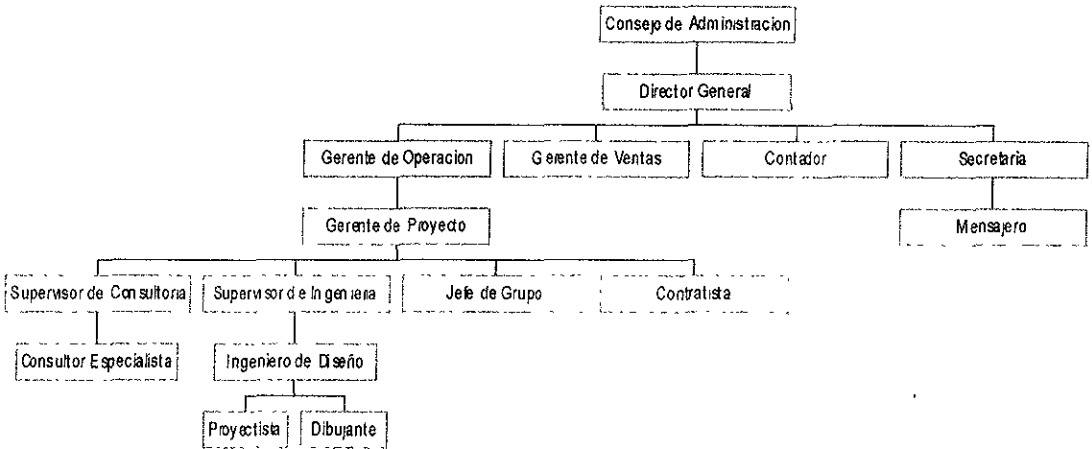 Consejo de Administracion
Director General
Gerente de Operacion
Gerente de Ventas
Contador
Secretaria
Gerente de Proyecto
Mensajero
Supervisor de Consultoria
Supervisor de Ingenieria
Jefe de Grupo
Contratista
Consultor Especialista
Ingeniero de Diseño
Proyectista
Dibujante